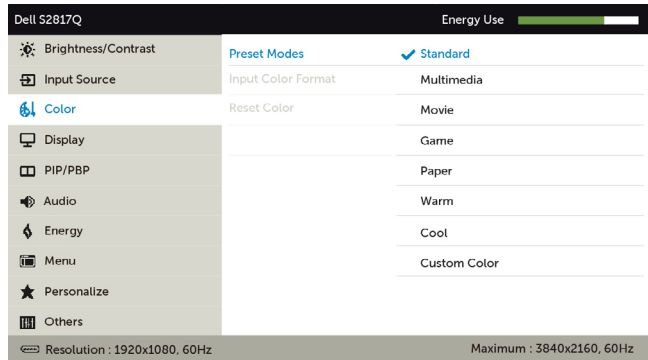 Dell S2817Q Energy Use
Brightness/Contrast Preset Modes Standard
Input Source Input Color Format Multimedia
Color Reset Color Movie
Display Game
PIP/PBP Paper
Audio Warm
Energy Cool
Menu Custom Color
Personalize
Others
Resolution : 1920x1080, 60Hz Maximum : 3840x2160, 60Hz